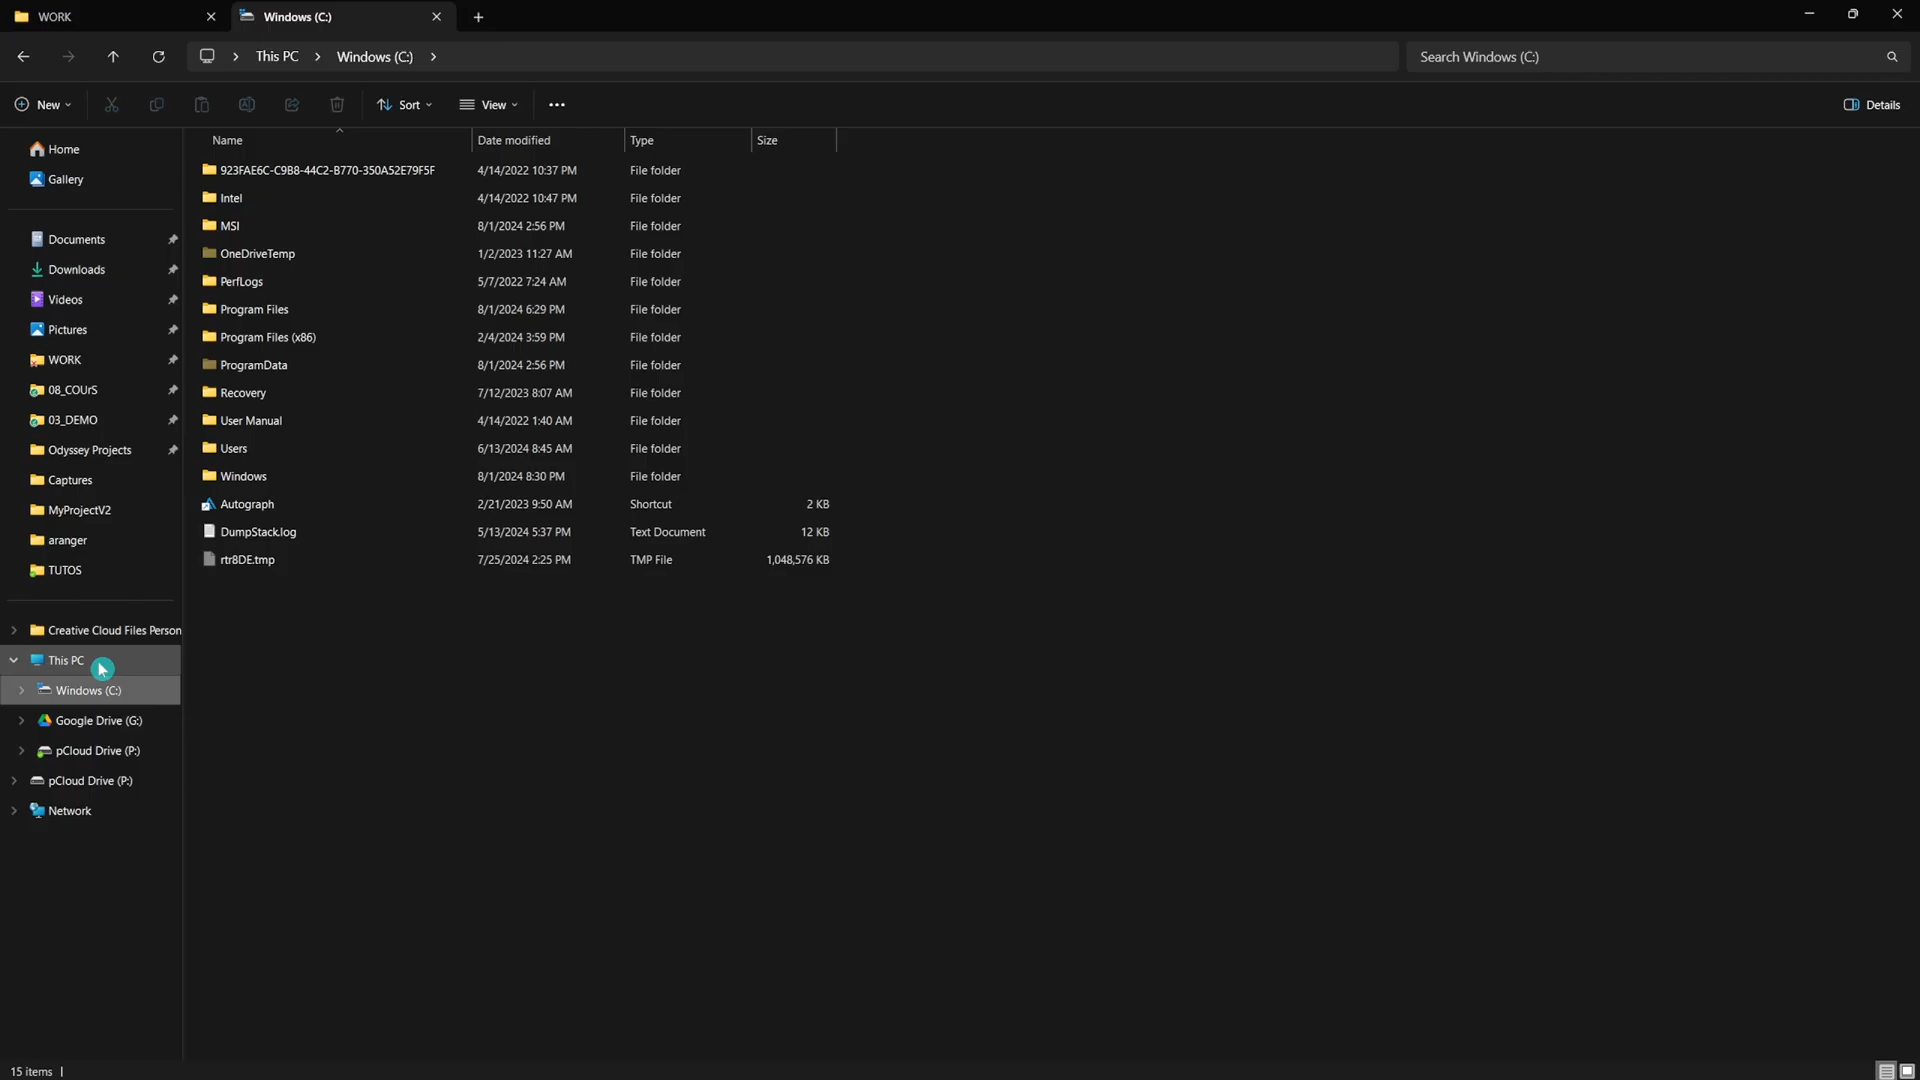 WORK
Windows (C:)
This PC
Windows (C:)
Search Windows (C:)
New
Sort
View
Details
Home
Gallery
Documents
Downloads
Videos
Pictures
WORK
08_COUrS
03_DEMO
Odyssey Projects
Captures
MyProjectV2
aranger
TUTOS
Creative Cloud Files Person
This PC
Windows (C:)
Google Drive (G:)
pCloud Drive (P:)
pCloud Drive (P:)
Network
Name Date modified Type Size
923FAE6C-C9B8-44C2-B770-350A52E79F5F 4/14/2022 10:37 PM File folder
Intel 4/14/2022 10:47 PM File folder
MSI 8/1/2024 2:56 PM File folder
OneDriveTemp 1/2/2023 11:27 AM File folder
PerfLogs 5/7/2022 7:24 AM File folder
Program Files 8/1/2024 6:29 PM File folder
Program Files (x86) 2/4/2024 3:59 PM File folder
ProgramData 8/1/2024 2:56 PM File folder
Recovery 7/12/2023 8:07 AM File folder
User Manual 4/14/2022 1:40 AM File folder
Users 6/13/2024 8:45 AM File folder
Windows 8/1/2024 8:30 PM File folder
Autograph 2/21/2023 9:50 AM Shortcut 2 KB
DumpStack.log 5/13/2024 5:37 PM Text Document 12 KB
rtr8DE.tmp 7/25/2024 2:25 PM TMP File 1,048,576 KB
15 items